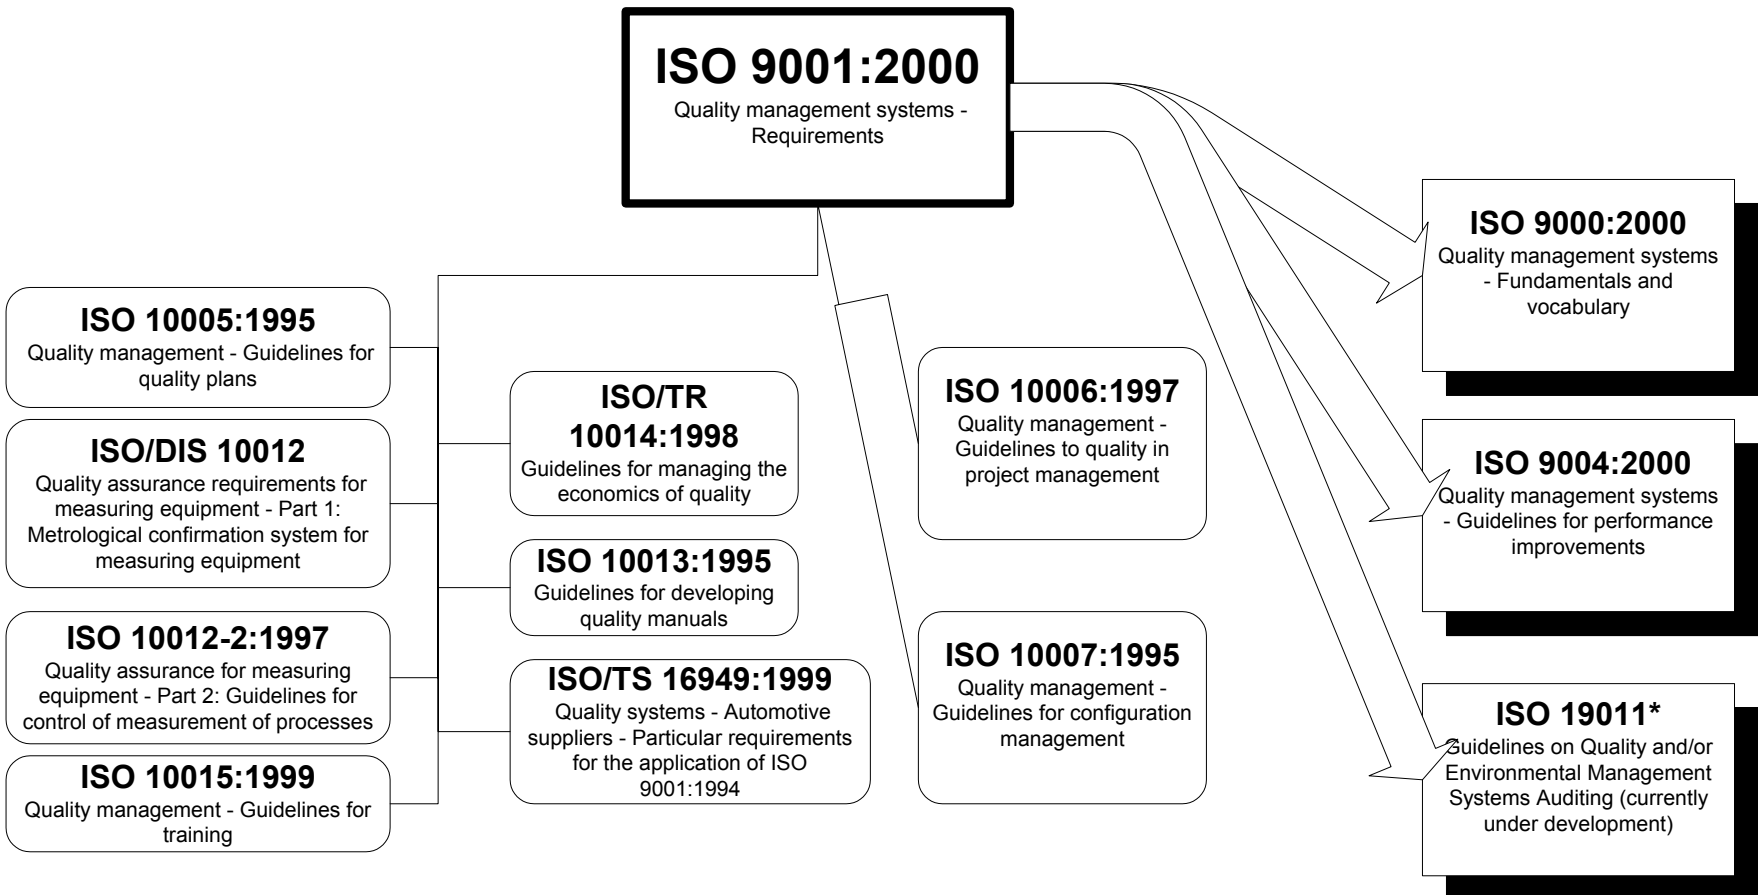 ISO 9001:2000
Quality management systems -
Requirements
ISO 10005:1995
Quality management - Guidelines for
quality plans
ISO/DIS 10012
Quality assurance requirements for
measuring equipment - Part 1:
Metrological confirmation system for
measuring equipment
ISO 10012-2:1997
Quality assurance for measuring
equipment - Part 2: Guidelines for
control of measurement of processes
ISO 10015:1999
Quality management - Guidelines for
training
ISO/TR
10014:1998
Guidelines for managing the
economics of quality
ISO 10013:1995
Guidelines for developing
quality manuals
ISO/TS 16949:1999
Quality systems - Automotive
suppliers - Particular requirements
for the application of ISO
9001:1994
ISO 10006:1997
Quality management -
Guidelines to quality in
project management
ISO 10007:1995
Quality management -
Guidelines for configuration
management
ISO 9000:2000
Quality management systems
- Fundamentals and
vocabulary
ISO 9004:2000
Quality management systems
- Guidelines for performance
improvements
ISO 19011*
Guidelines on Quality and/or
Environmental Management
Systems Auditing (currently
under development)